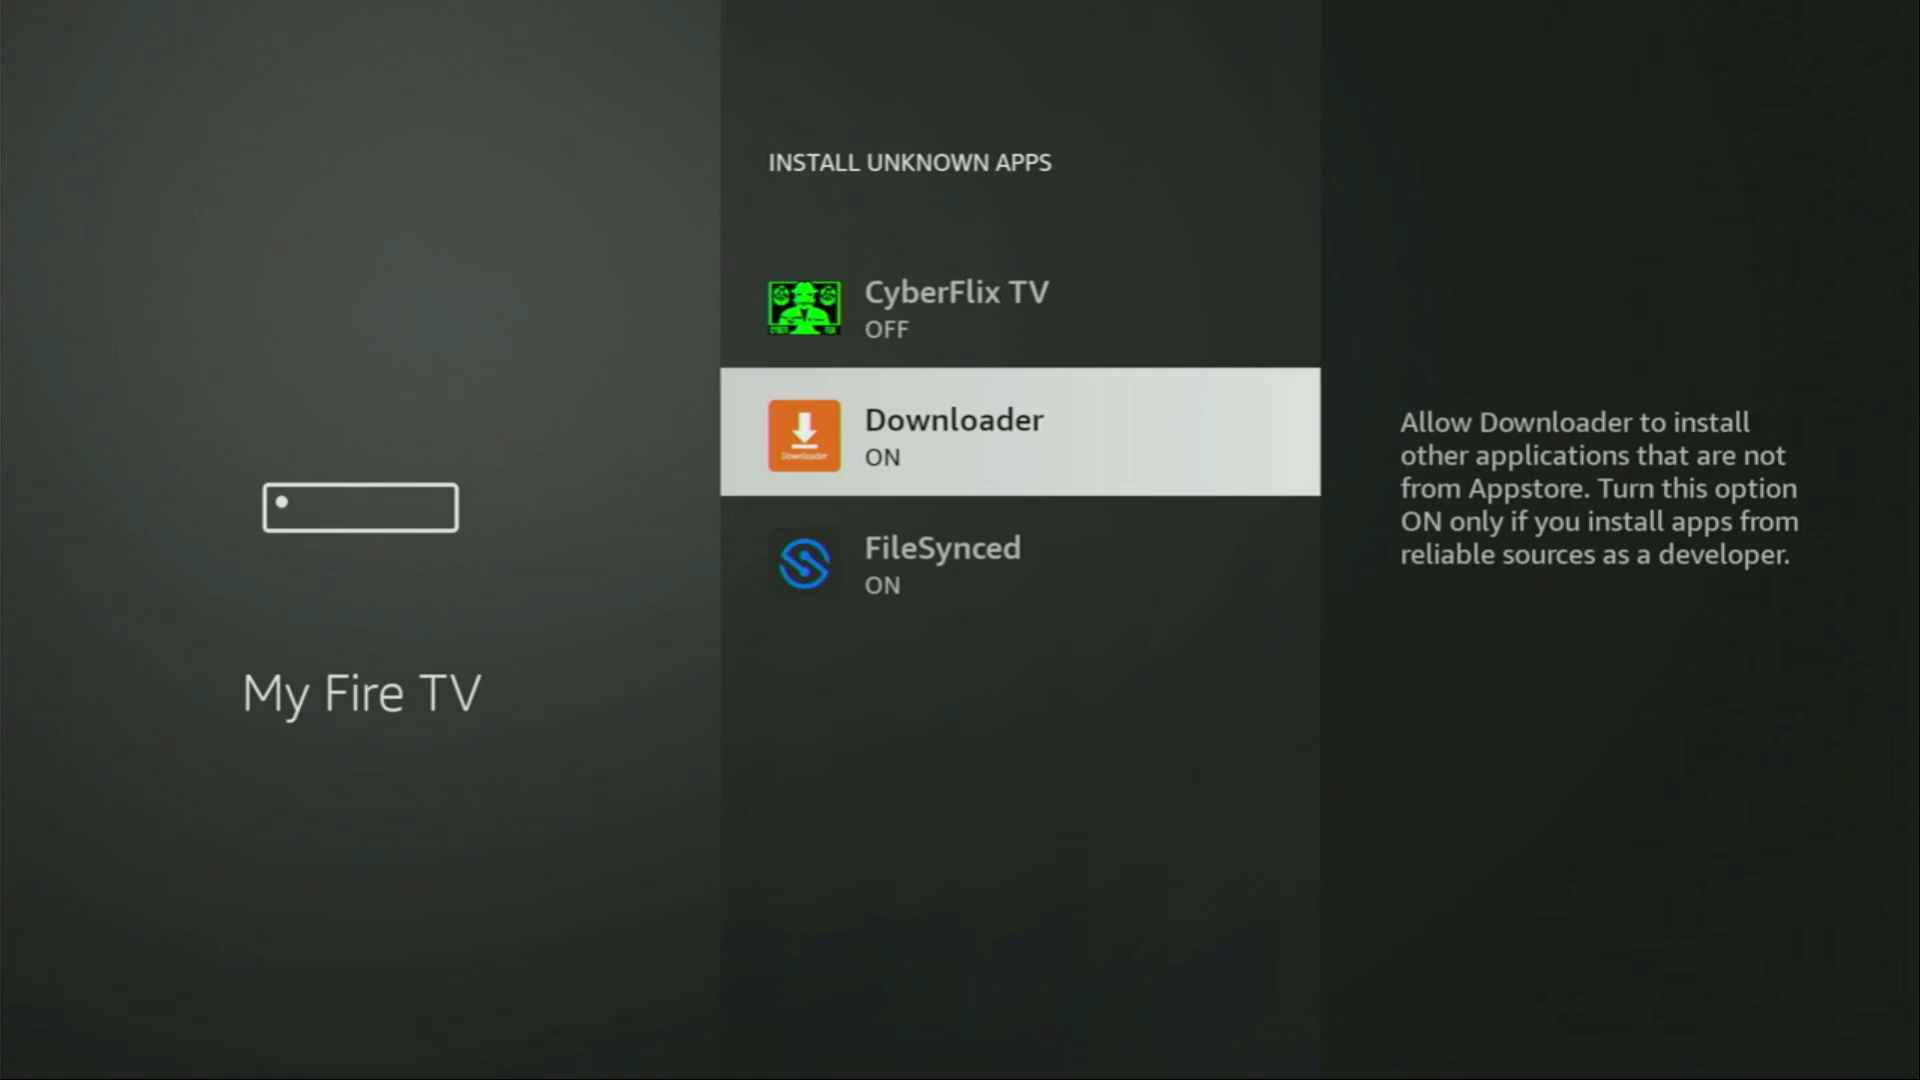 INSTALL UNKNOWN APPS
CyberFlix TV
OFF
Downloader
Downloader
ON
FileSynced
ON
My Fire TV
Allow Downloader to install
other applications that are not
from Appstore. Turn this option
ON only if you install apps from
reliable sources as a developer.